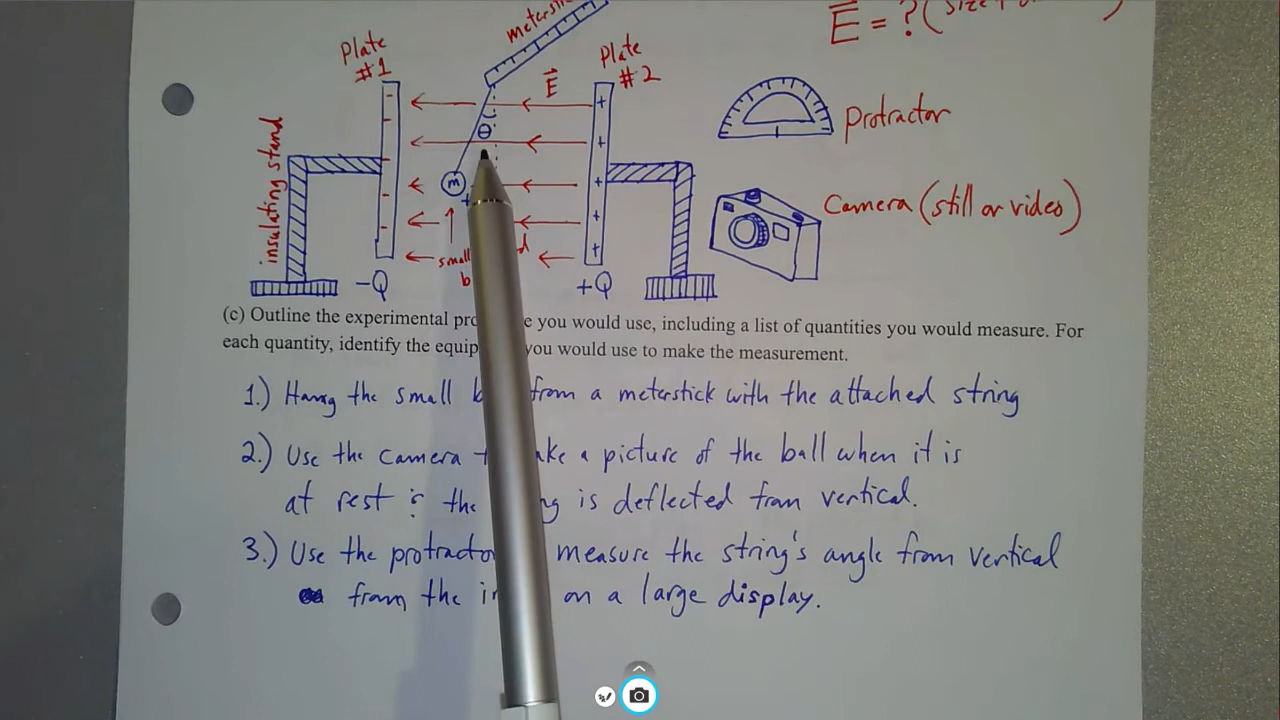 meterst
E = ?(size
Plate
#1
Plate
#2
E
θ
m
+
insulating stand
small
b
d
-Q
+Q
Protractor
Camera (still or video)
(c) Outline the experimental pro e you would use, including a list of quantities you would measure. For
each quantity, identify the equip you would use to make the measurement.
1.) Hang the small b from a meterstick with the attached string
2.) Use the camera t ake a picture of the ball when it is
at rest & the ng is deflected from vertical.
3.) Use the protracto measure the string's angle from vertical
from the i on a large display.